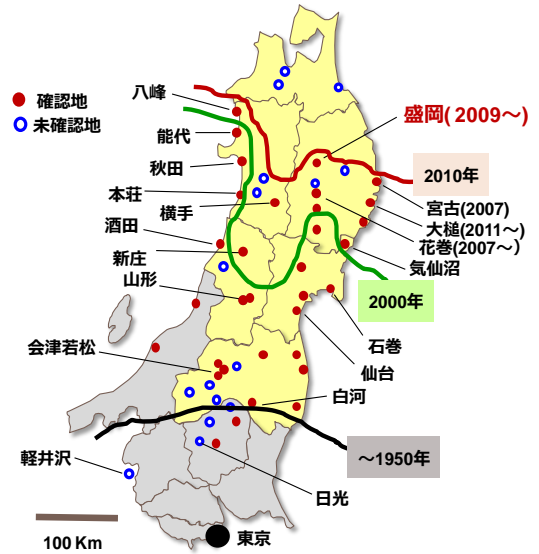 確認地
未確認地
八峰
能代
秋田
本荘
横手
酒田
新庄
山形
会津若松
軽井沢
盛岡( 2009～)
2010年
宮古(2007)
大槌(2011～)
花巻(2007～)
気仙沼
2000年
石巻
仙台
白河
～1950年
日光
東京
100 Km